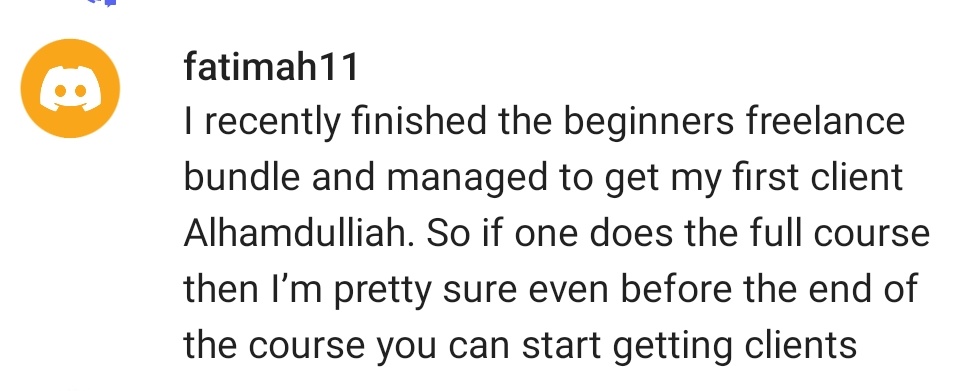 fatimah11
I recently finished the beginners freelance
bundle and managed to get my first client
Alhamdulliah. So if one does the full course
then I’m pretty sure even before the end of
the course you can start getting clients